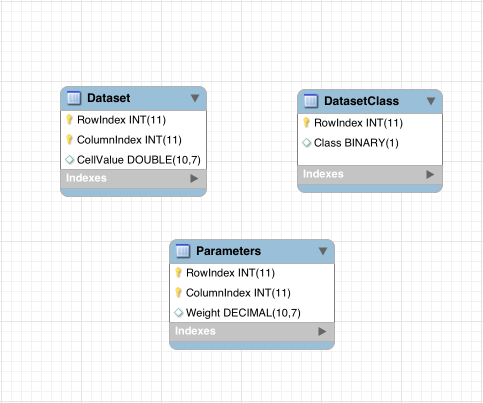 Dataset
RowIndex INT(11)
ColumnIndex INT(11)
CellValue DOUBLE(10,7)
Indexes
DatasetClass
RowIndex INT(11)
Class BINARY(1)
Indexes
Parameters
RowIndex INT(11)
ColumnIndex INT(11)
Weight DECIMAL(10,7)
Indexes